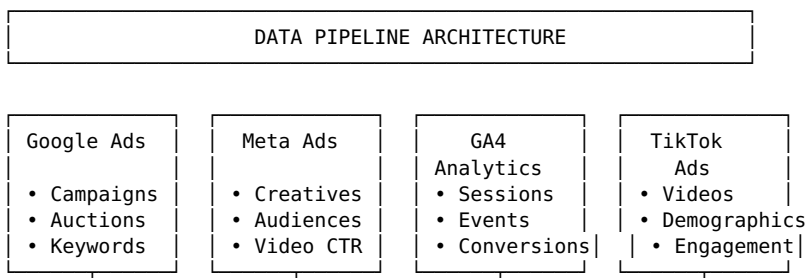 DATA PIPELINE ARCHITECTURE
Google Ads Meta Ads GA4 TikTok
Analytics Ads
• Campaigns • Creatives • Sessions • Videos
• Auctions • Audiences • Events • Demographics
• Keywords • Video CTR • Conversions • Engagement